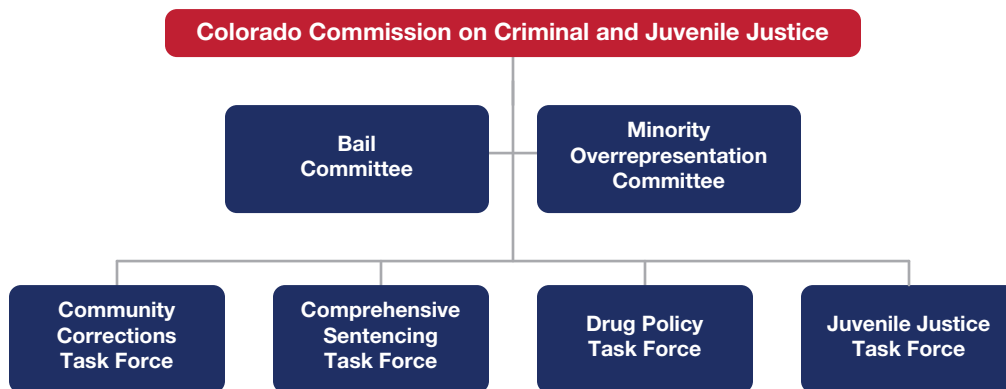 Colorado Commission on Criminal and Juvenile Justice
Bail
Committee
Minority
Overrepresentation
Committee
Community
Corrections
Task Force
Comprehensive
Sentencing
Task Force
Drug Policy
Task Force
Juvenile Justice
Task Force